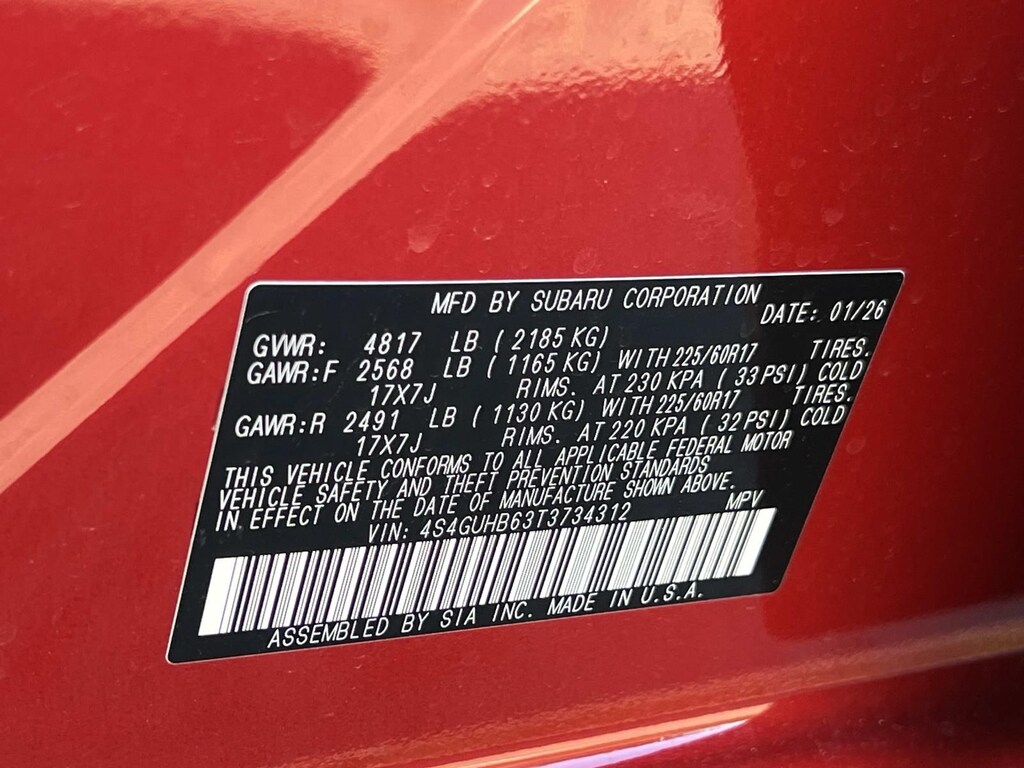 MFD BY SUBARU CORPORATION DATE: 01/26
GVWR: 4817 LB (2185 KG)
GAWR:F 2568 LB (1165 KG) WITH 225/60R17 TIRES.
17X7J RIMS. AT 230 KPA (33 PSI) COLD
GAWR:R 2491 LB (1130 KG) WITH 225/60R17 TIRES.
17X7J RIMS. AT 220 KPA (32 PSI) COLD
THIS VEHICLE CONFORMS TO ALL APPLICABLE FEDERAL MOTOR
VEHICLE SAFETY AND THEFT PREVENTION STANDARDS
IN EFFECT ON THE DATE OF MANUFACTURE SHOWN ABOVE.
VIN: 4S4GUHB63T3734312 MPV
ASSEMBLED BY SIA INC. MADE IN U.S.A.